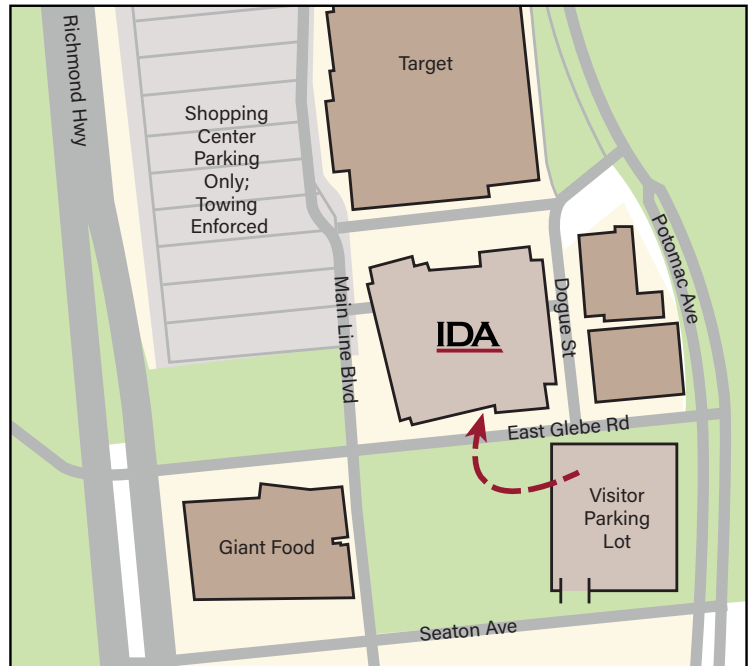 Richmond Hwy
Target
Shopping
Center
Parking
Only;
Towing
Enforced
Potomac Ave
Main Line Blvd
Dogue St
IDA
East Glebe Rd
Visitor
Parking
Lot
Giant Food
Seaton Ave